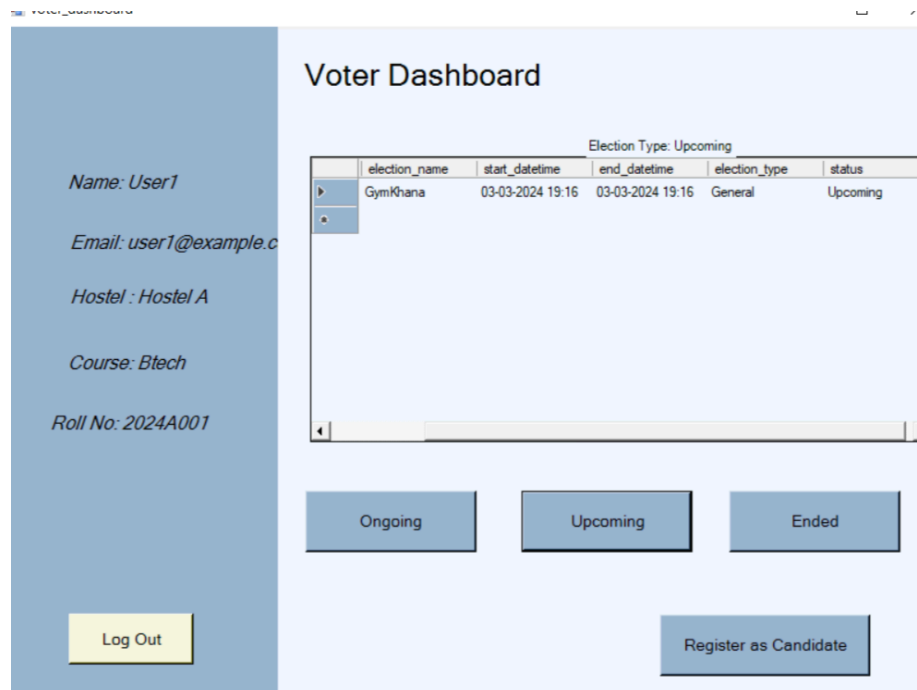 voter_dashboard
Voter Dashboard
Election Type: Upcoming
election_name start_datetime end_datetime election_type status
GymKhana 03-03-2024 19:16 03-03-2024 19:16 General Upcoming
Name: User1
Email: user1@example.c
Hostel : Hostel A
Course: Btech
Roll No: 2024A001
Ongoing Upcoming Ended
Log Out
Register as Candidate